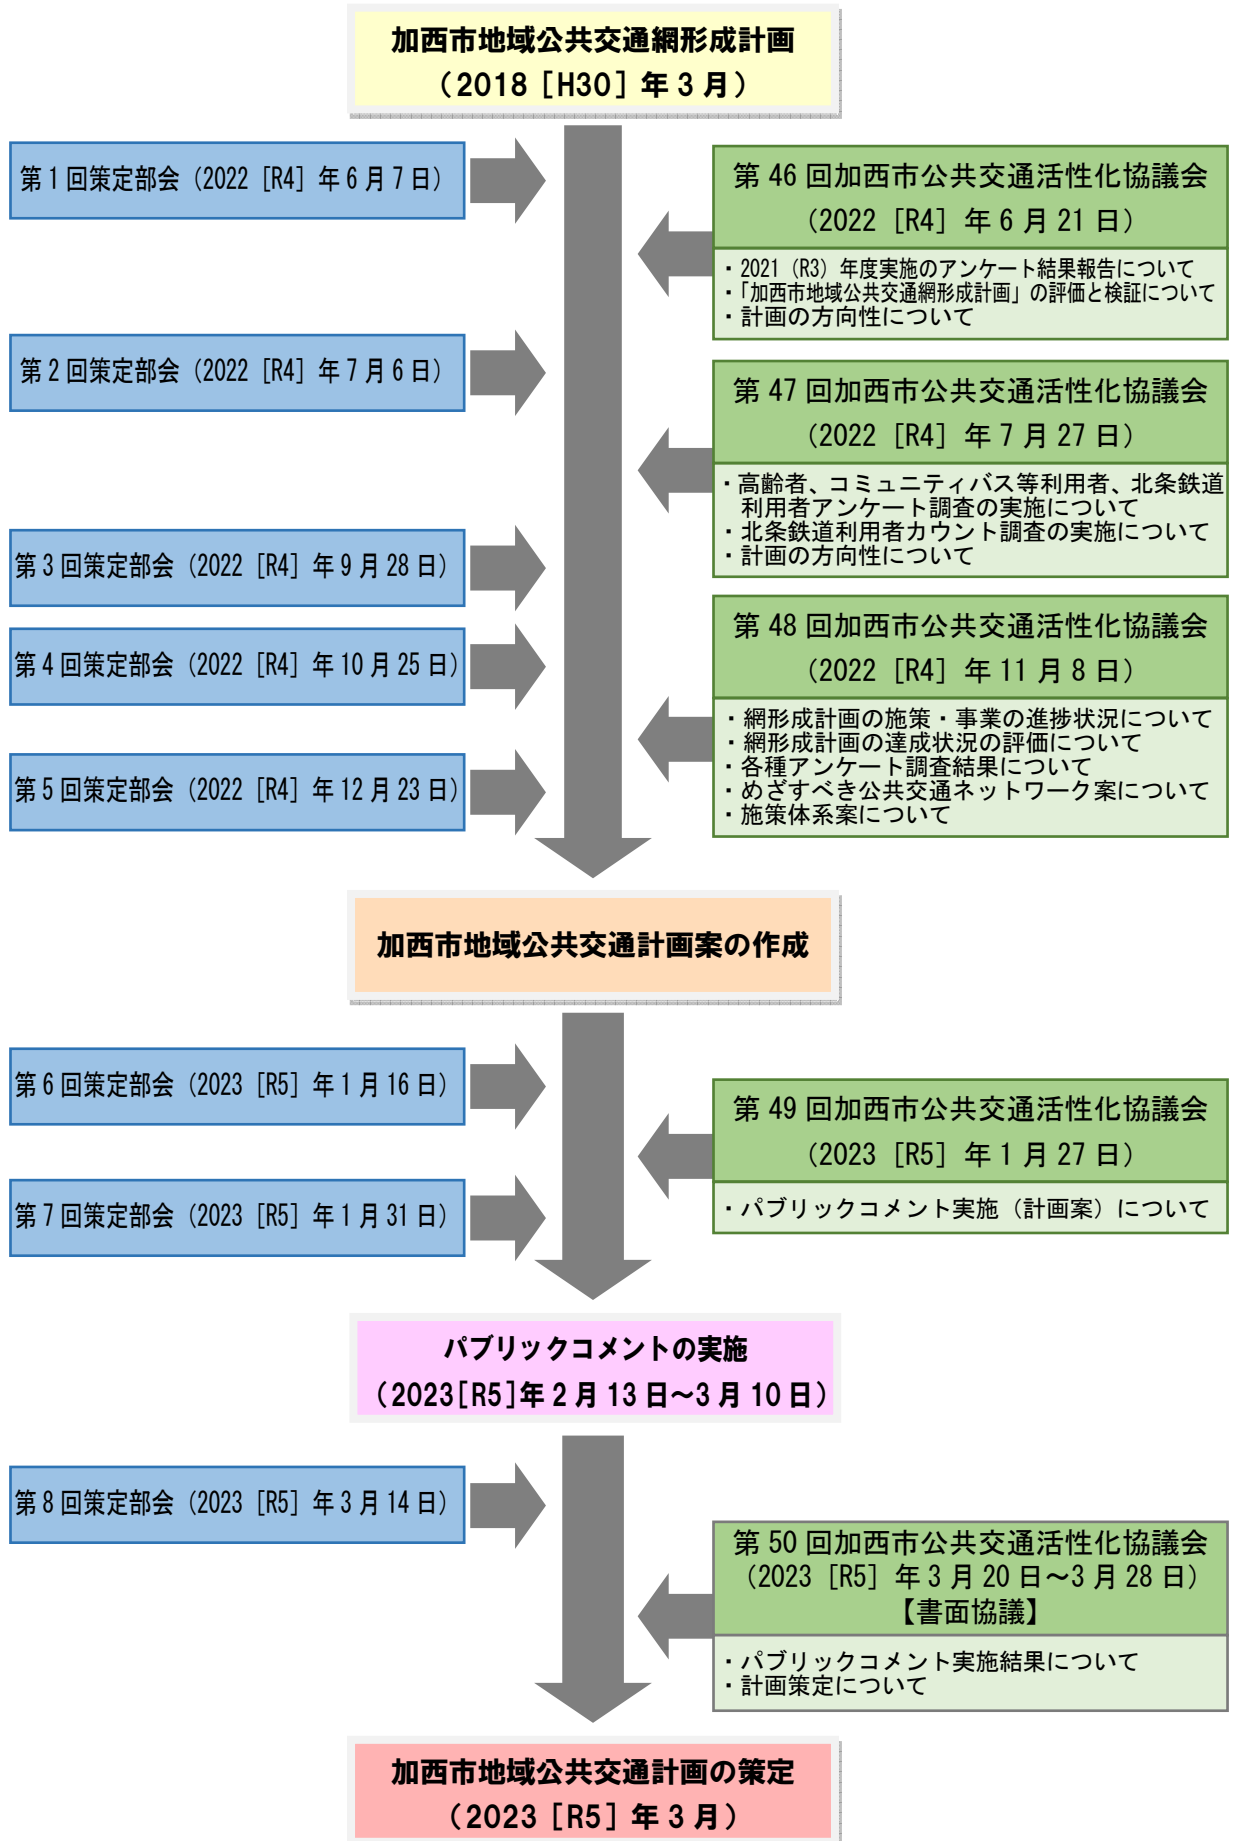 加西市地域公共交通網形成計画
（2018［H30］年3月）
第1回策定部会（2022［R4］年6月7日）
第46回加西市公共交通活性化協議会
（2022［R4］年6月21日）
・2021（R3）年度実施のアンケート結果報告について
・「加西市地域公共交通網形成計画」の評価と検証について
・計画の方向性について
第2回策定部会（2022［R4］年7月6日）
第47回加西市公共交通活性化協議会
（2022［R4］年7月27日）
・高齢者、コミュニティバス等利用者、北条鉄道
利用者アンケート調査の実施について
・北条鉄道利用者カウント調査の実施について
・計画の方向性について
第3回策定部会（2022［R4］年9月28日）
第4回策定部会（2022［R4］年10月25日）
第48回加西市公共交通活性化協議会
（2022［R4］年11月8日）
・網形成計画の施策・事業の進捗状況について
・網形成計画の達成状況の評価について
・各種アンケート調査結果について
・めざすべき公共交通ネットワーク案について
・施策体系案について
第5回策定部会（2022［R4］年12月23日）
加西市地域公共交通計画案の作成
第6回策定部会（2023［R5］年1月16日）
第49回加西市公共交通活性化協議会
（2023［R5］年1月27日）
・パブリックコメント実施（計画案）について
第7回策定部会（2023［R5］年1月31日）
パブリックコメントの実施
（2023[R5]年2月13日～3月10日）
第8回策定部会（2023［R5］年3月14日）
第50回加西市公共交通活性化協議会
（2023［R5］年3月20日～3月28日）
【書面協議】
・パブリックコメント実施結果について
・計画策定について
加西市地域公共交通計画の策定
（2023［R5］年3月）